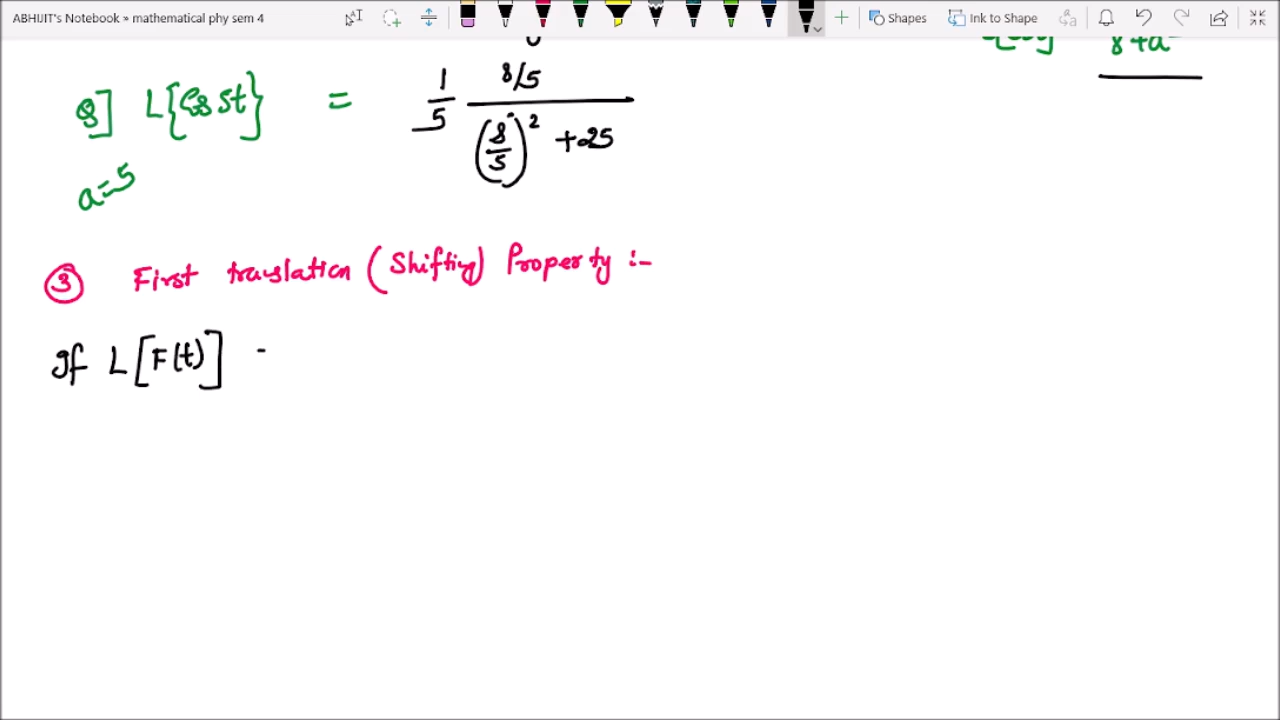 ABHIJIT's Notebook » mathematical phy sem 4
Shapes
Ink to Shape
8+a
8] L{Cos 5t} = 1/5 (8/5)/((8/5)^2 + 25)
a=5
③ First translation (Shifting) Property :-
If L[F(t)] -